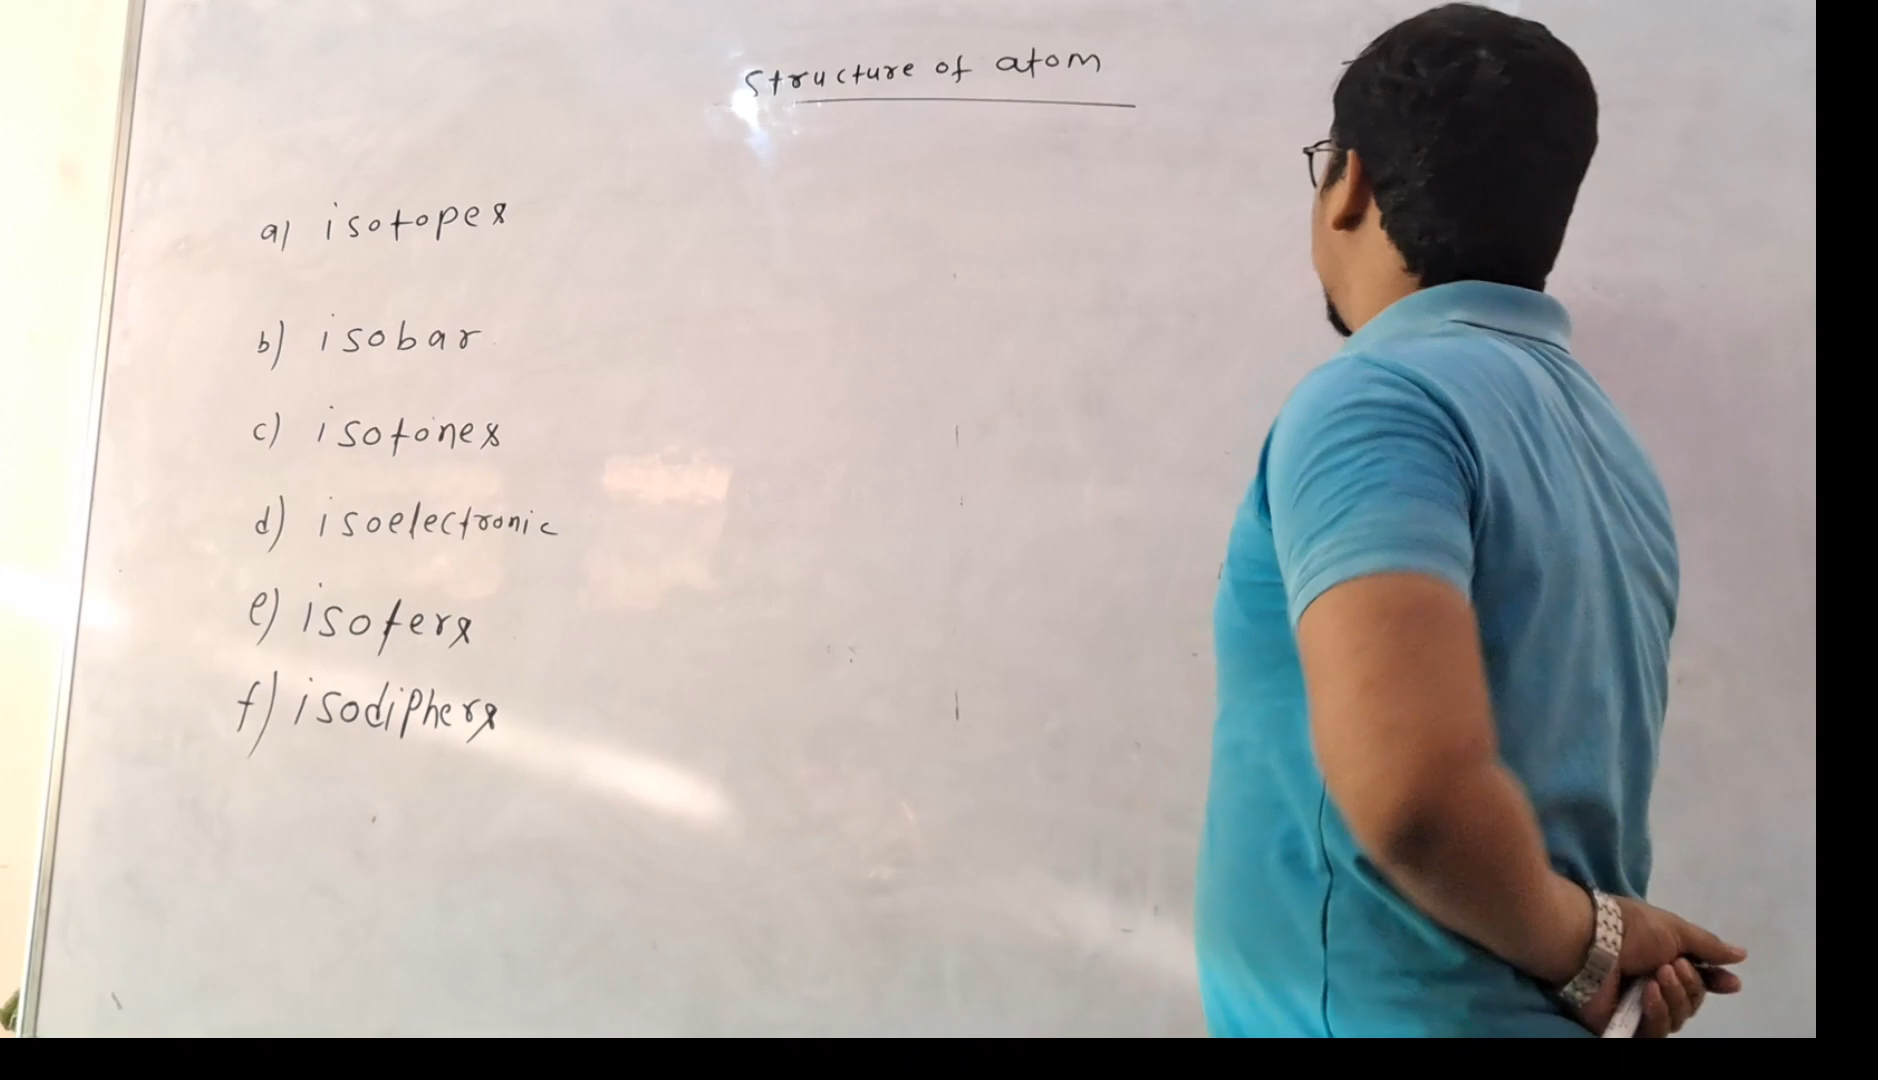 Structure of atom
a) isotopes
b) isobar
c) isotones
d) isoelectronic
e) isoters
f) isodiphers